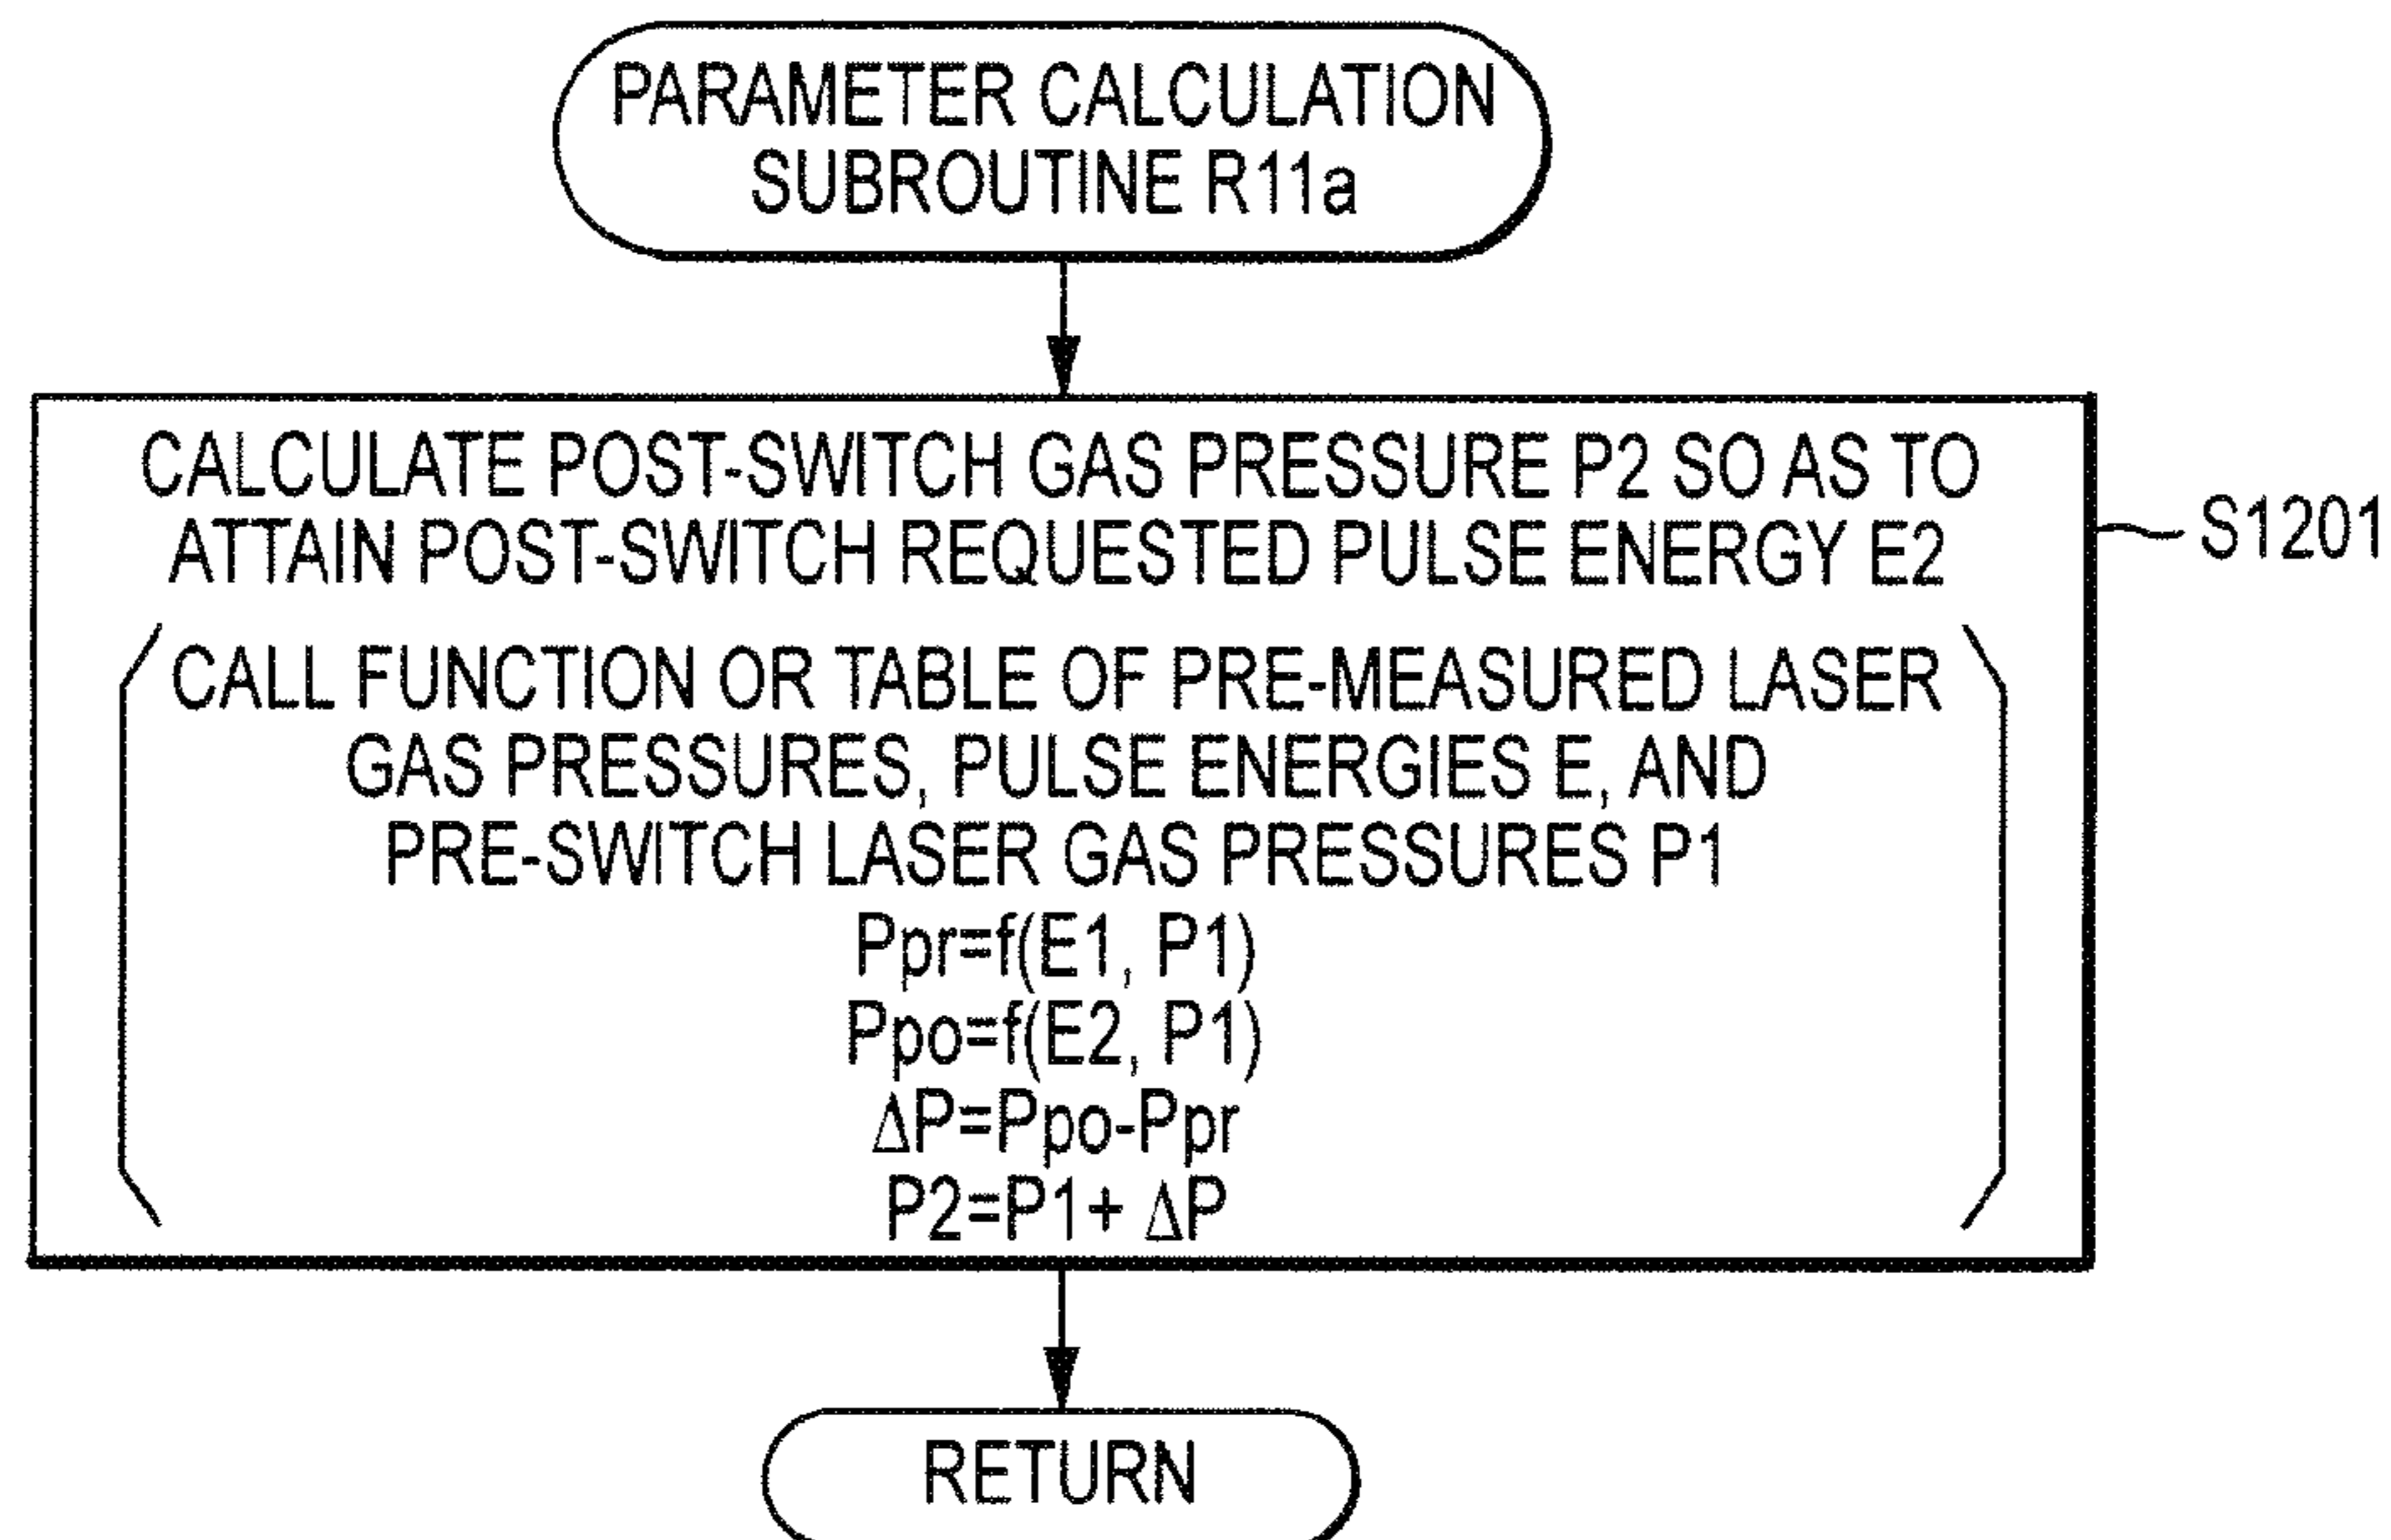 PARAMETER CALCULATION
SUBROUTINE R11a
CALCULATE POST-SWITCH GAS PRESSURE P2 SO AS TO
ATTAIN POST-SWITCH REQUESTED PULSE ENERGY E2
S1201
CALL FUNCTION OR TABLE OF PRE-MEASURED LASER
GAS PRESSURES, PULSE ENERGIES E, AND
PRE-SWITCH LASER GAS PRESSURES P1
Ppr=f(E1, P1)
Ppo=f(E2, P1)
ΔP=Ppo-Ppr
P2=P1+ ΔP
RETURN